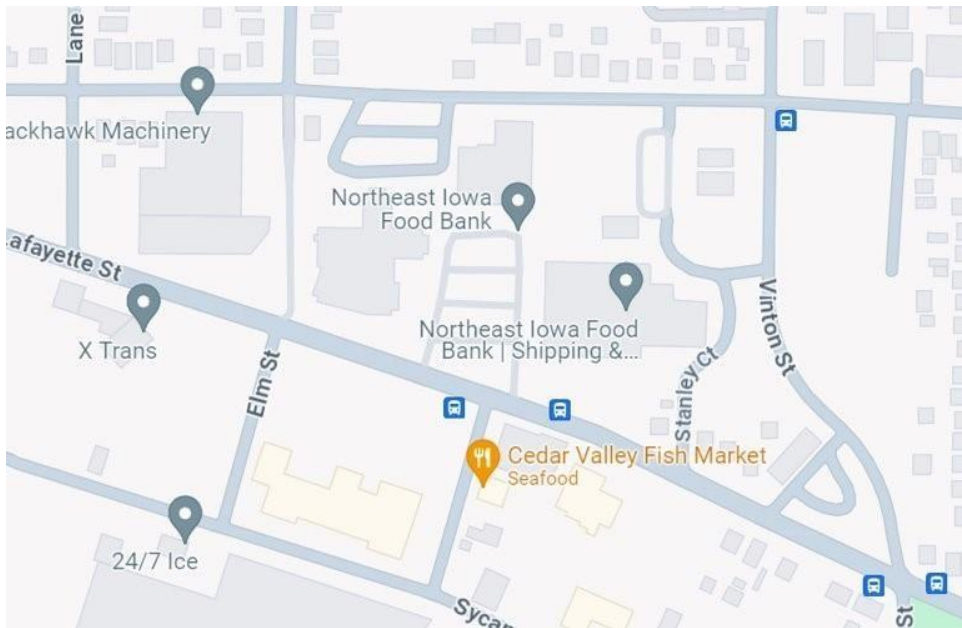 Lane
ackhawk Machinery
Northeast Iowa
Food Bank
Lafayette St
X Trans
Northeast Iowa Food
Bank | Shipping &...
Vinton St
Elm St
Stanley Ct
Cedar Valley Fish Market
Seafood
24/7 Ice
Sycam
St